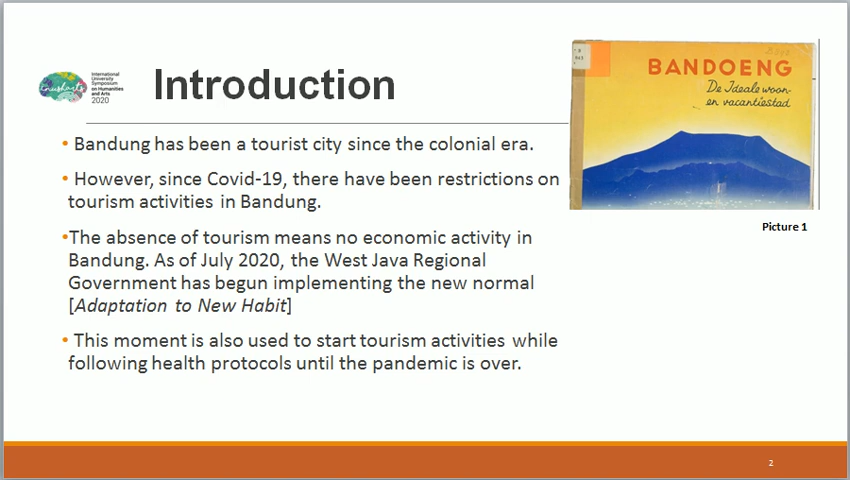 International
University
Symposium
on Humanities
and Arts
2020
Introduction
BANDOENG
De Ideale woon-
en vacantiestad
Picture 1
• Bandung has been a tourist city since the colonial era.
• However, since Covid-19, there have been restrictions on
tourism activities in Bandung.
•The absence of tourism means no economic activity in
Bandung. As of July 2020, the West Java Regional
Government has begun implementing the new normal
[Adaptation to New Habit]
• This moment is also used to start tourism activities while
following health protocols until the pandemic is over.
2